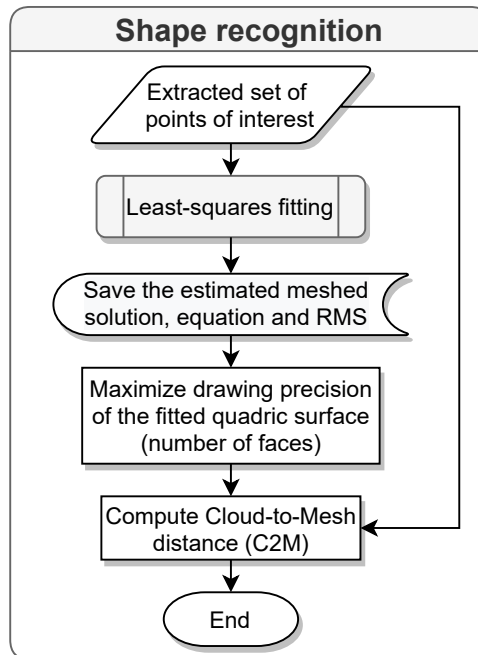 Shape recognition
Extracted set of
points of interest
Least-squares fitting
Save the estimated meshed
solution, equation and RMS
Maximize drawing precision
of the fitted quadric surface
(number of faces)
Compute Cloud-to-Mesh
distance (C2M)
End